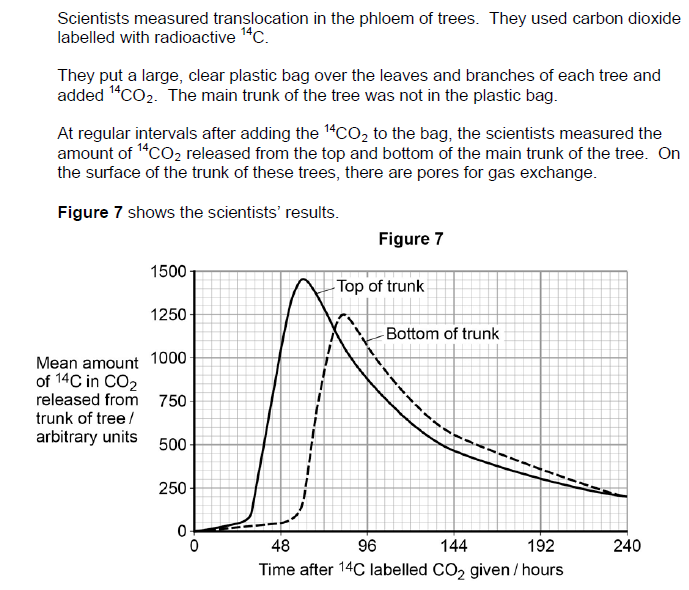 Scientists measured translocation in the phloem of trees. They used carbon dioxide
labelled with radioactive ¹⁴C.
They put a large, clear plastic bag over the leaves and branches of each tree and
added ¹⁴CO₂. The main trunk of the tree was not in the plastic bag.
At regular intervals after adding the ¹⁴CO₂ to the bag, the scientists measured the
amount of ¹⁴CO₂ released from the top and bottom of the main trunk of the tree. On
the surface of the trunk of these trees, there are pores for gas exchange.
Figure 7 shows the scientists' results.
Figure 7
1500
Top of trunk
1250
Bottom of trunk
Mean amount
of ¹⁴C in CO₂
released from
trunk of tree /
arbitrary units
1000
750
500
250
0
0 48 96 144 192 240
Time after ¹⁴C labelled CO₂ given / hours